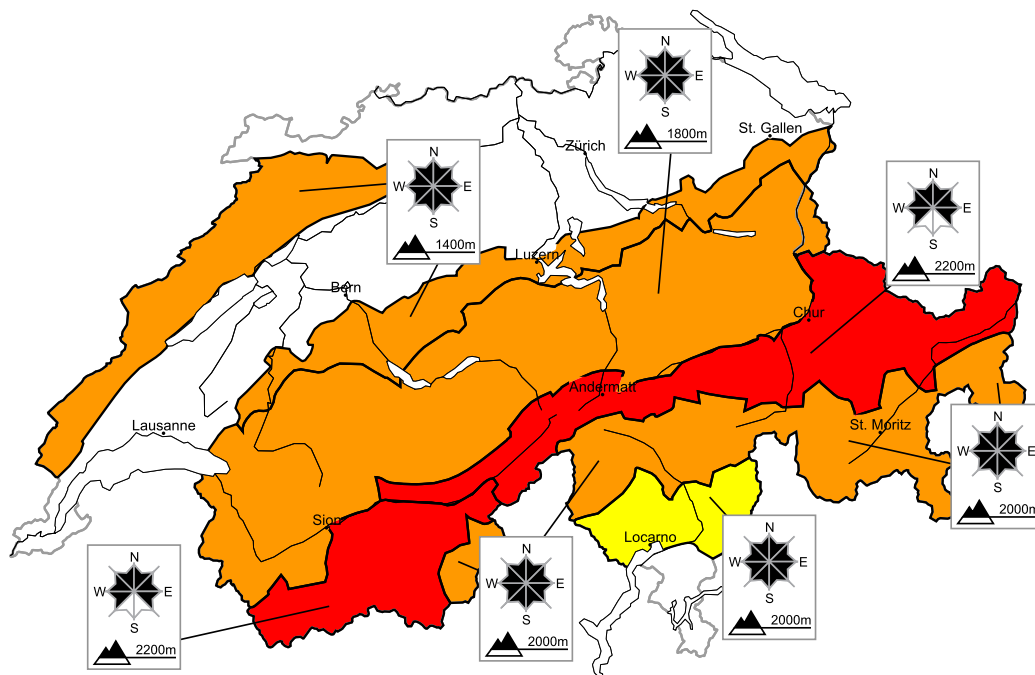 N
W E
S
1800m
St. Gallen
Zürich
N
W E
S
1400m
N
W E
S
2200m
Luzern
Bern
Chur
Andermatt
Lausanne
St. Moritz
N
W E
S
2000m
Sion
Locarno
N
W E
S
2200m
N
W E
S
2000m
N
W E
S
2000m